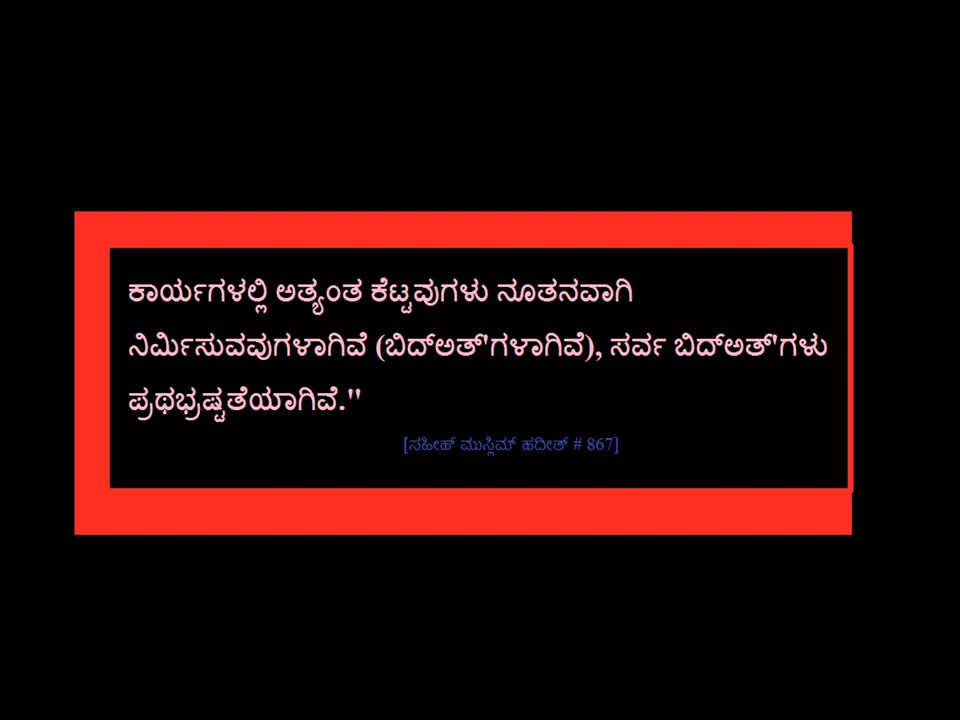 ಕಾರ್ಯಗಳಲ್ಲಿ ಅತ್ಯಂತ ಕೆಟ್ಟವುಗಳು ನೂತನವಾಗಿ
ನಿರ್ಮಿಸುವವುಗಳಾಗಿವೆ (ಬಿದ್ಅತ್'ಗಳಾಗಿವೆ), ಸರ್ವ ಬಿದ್ಅತ್'ಗಳು
ಪ್ರಥಭ್ರಷ್ಟತೆಯಾಗಿವೆ."
[ಸಹೀಹ್ ಮುಸ್ಲಿಮ್ ಹದೀತ್ # 867]